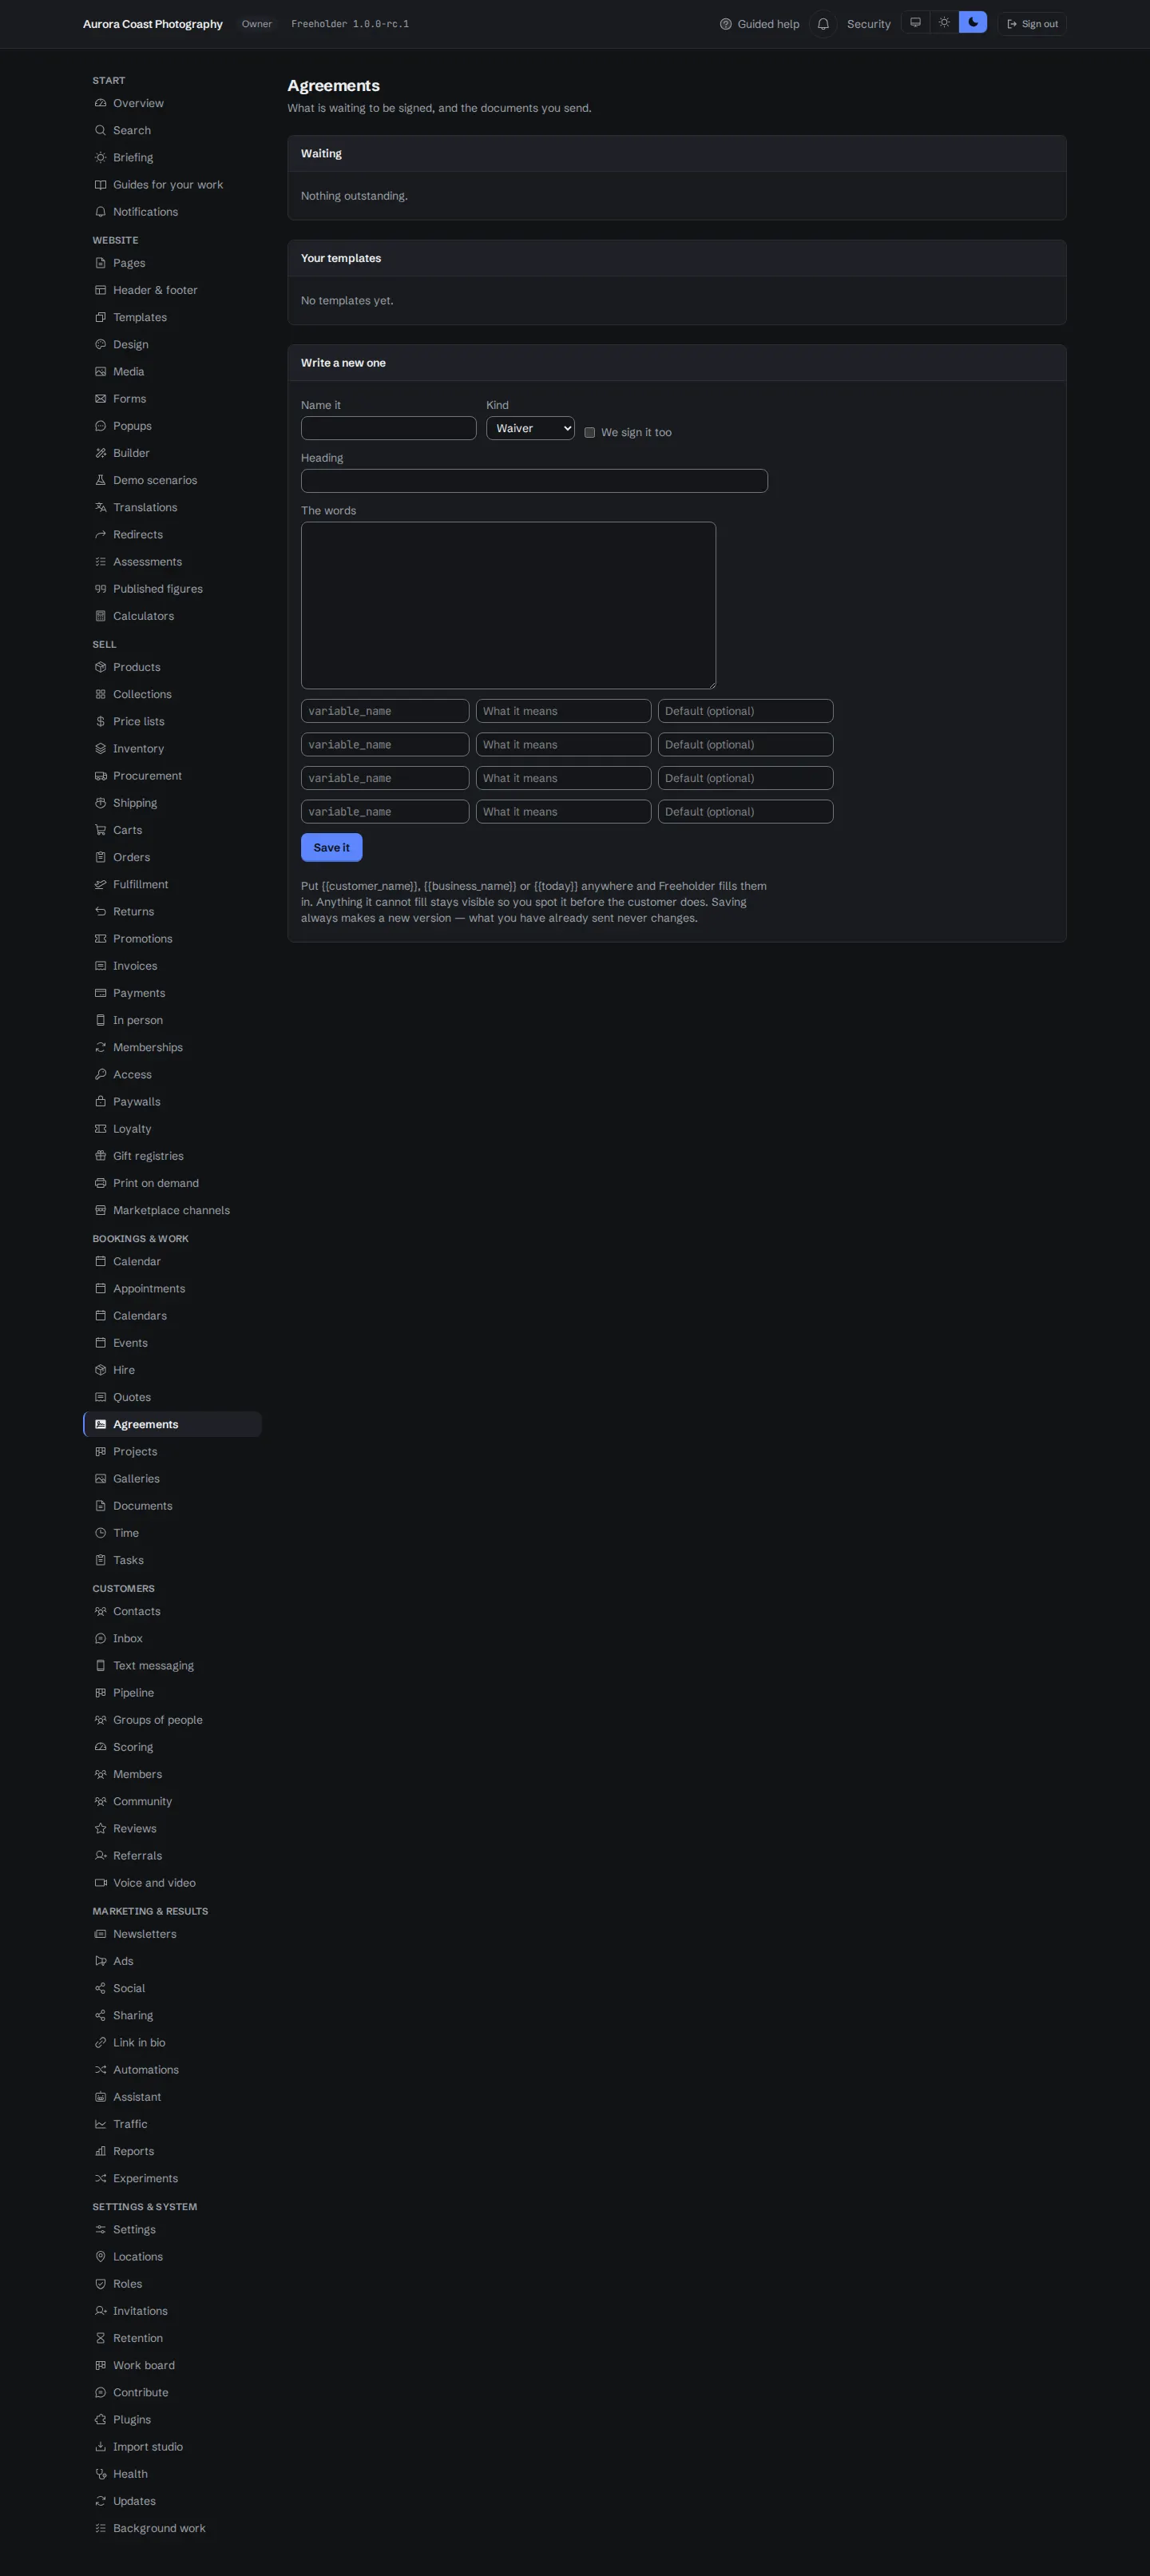 Aurora Coast Photography
Owner
Freeholder 1.0.0-rc.1
Guided help
Security
Sign out
START
Overview
Search
Briefing
Guides for your work
Notifications
WEBSITE
Pages
Header & footer
Templates
Design
Media
Forms
Popups
Builder
Demo scenarios
Translations
Redirects
Assessments
Published figures
Calculators
SELL
Products
Collections
Price lists
Inventory
Procurement
Shipping
Carts
Orders
Fulfillment
Returns
Promotions
Invoices
Payments
In person
Memberships
Access
Paywalls
Loyalty
Gift registries
Print on demand
Marketplace channels
BOOKINGS & WORK
Calendar
Appointments
Calendars
Events
Hire
Quotes
Agreements
Projects
Galleries
Documents
Time
Tasks
CUSTOMERS
Contacts
Inbox
Text messaging
Pipeline
Groups of people
Scoring
Members
Community
Reviews
Referrals
Voice and video
MARKETING & RESULTS
Newsletters
Ads
Social
Sharing
Link in bio
Automations
Assistant
Traffic
Reports
Experiments
SETTINGS & SYSTEM
Settings
Locations
Roles
Invitations
Retention
Work board
Contribute
Plugins
Import studio
Health
Updates
Background work
Agreements
What is waiting to be signed, and the documents you send.
Waiting
Nothing outstanding.
Your templates
No templates yet.
Write a new one
Name it
Kind
Waiver
We sign it too
Heading
The words
variable_name What it means Default (optional)
variable_name What it means Default (optional)
variable_name What it means Default (optional)
variable_name What it means Default (optional)
Save it
Put {{customer_name}}, {{business_name}} or {{today}} anywhere and Freeholder fills them
in. Anything it cannot fill stays visible so you spot it before the customer does. Saving
always makes a new version — what you have already sent never changes.